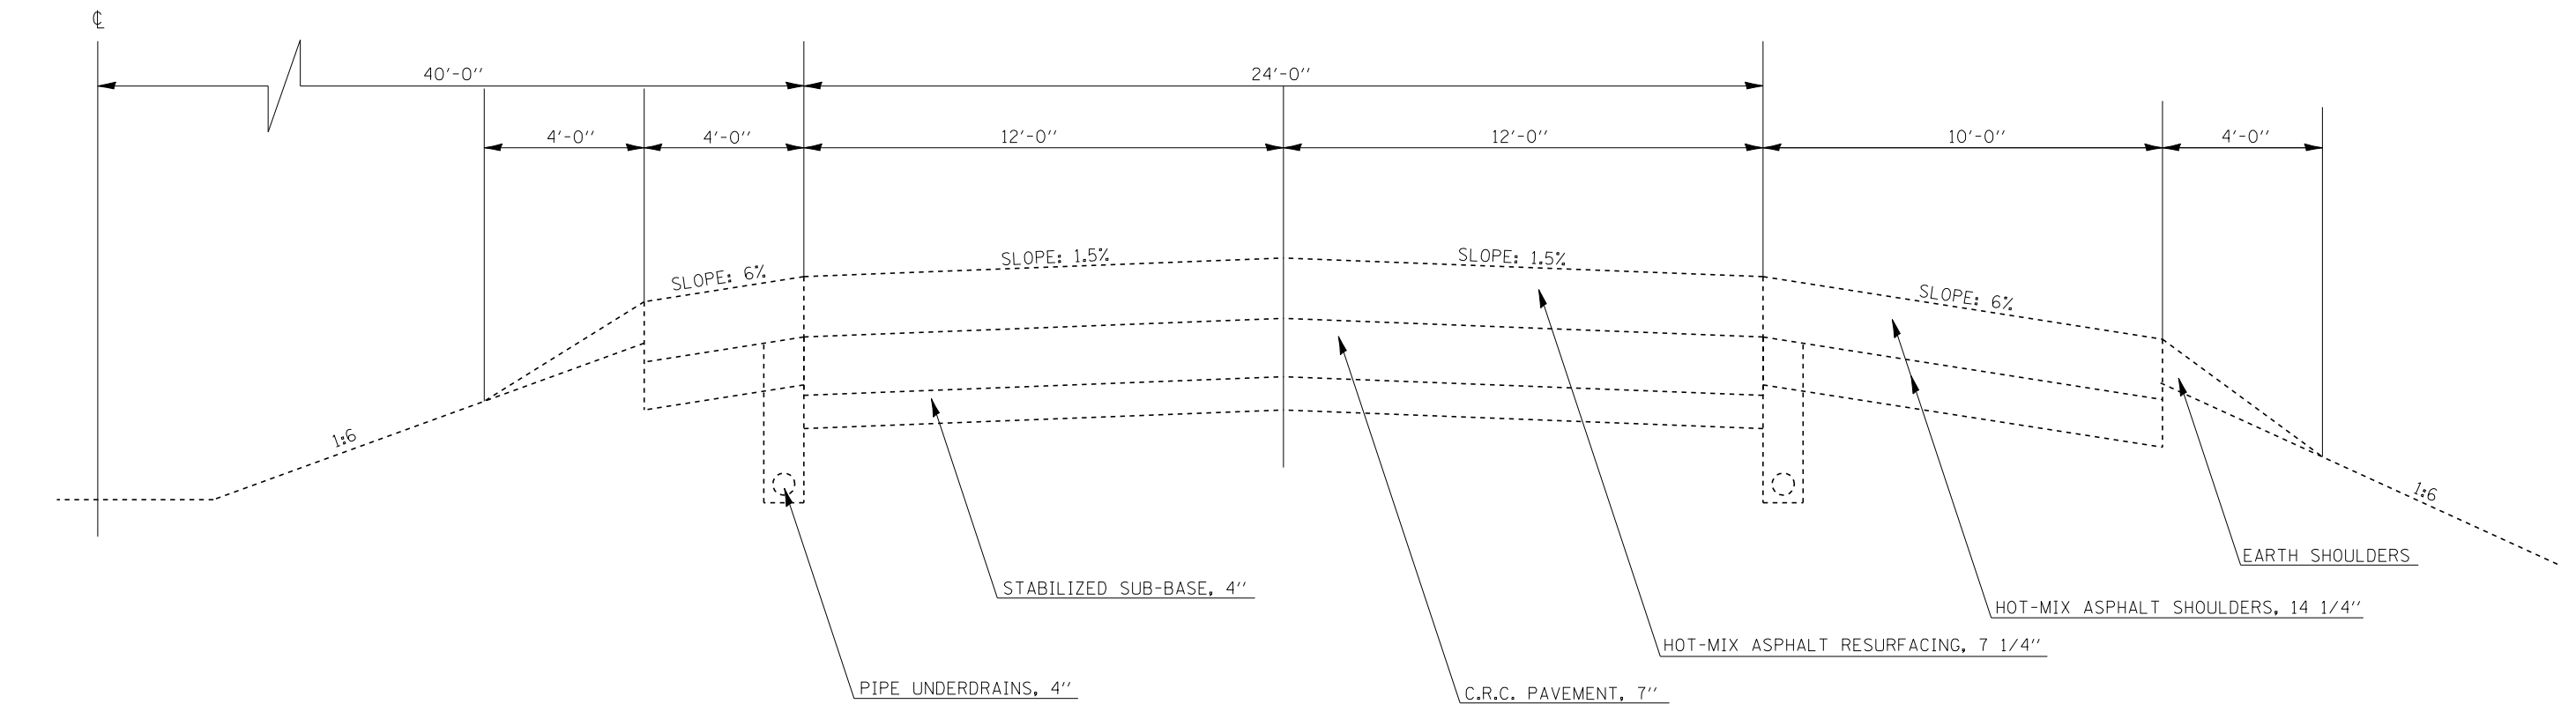 ℄
40'-0''
24'-0''
4'-0''
4'-0''
12'-0''
12'-0''
10'-0''
4'-0''
SLOPE: 6%
SLOPE: 1.5%
SLOPE: 1.5%
SLOPE: 6%
1:6
1:6
EARTH SHOULDERS
STABILIZED SUB-BASE, 4''
HOT-MIX ASPHALT SHOULDERS, 14 1/4''
HOT-MIX ASPHALT RESURFACING, 7 1/4''
PIPE UNDERDRAINS, 4''
C.R.C. PAVEMENT, 7''